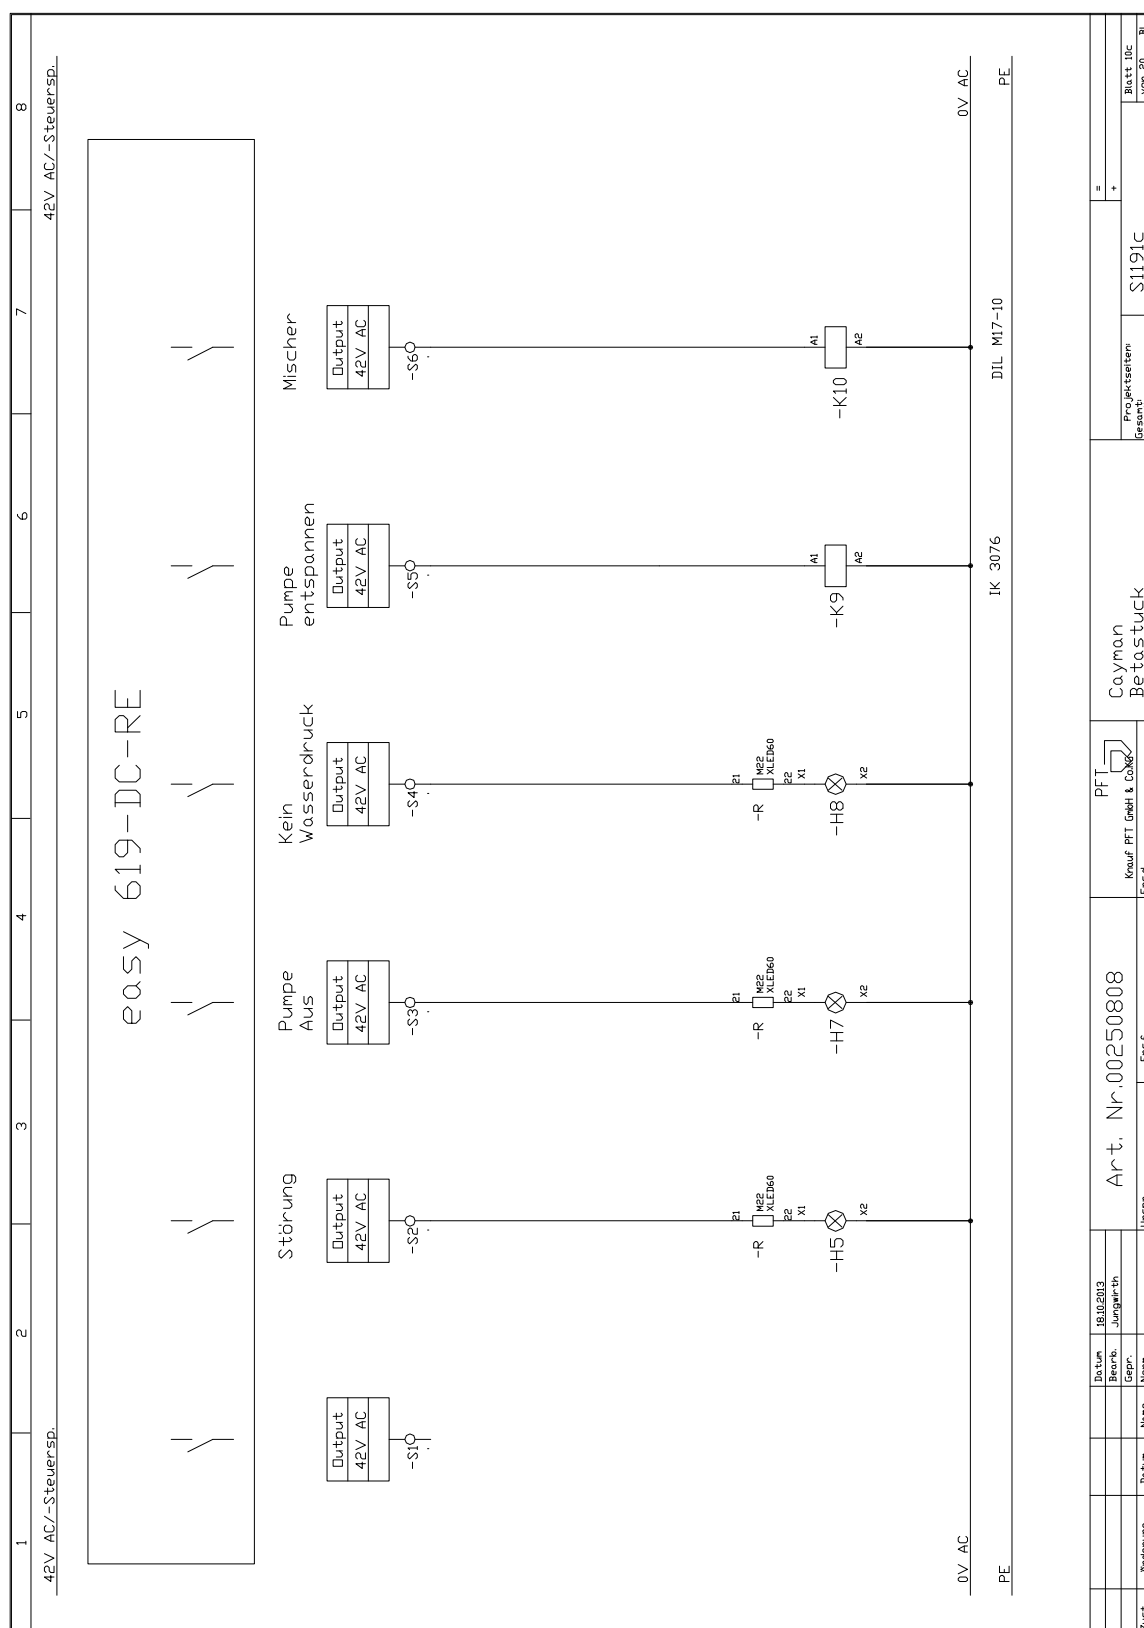 1 2 3 4 5 6 7 8
42V AC/-Steuersp. 42V AC/-Steuersp.
easy 619-DC-RE
Störung
Pumpe
Aus
Kein
Wasserdruck
Pumpe
entspannen
Mischer
Output Output Output Output Output Output
42V AC 42V AC 42V AC 42V AC 42V AC 42V AC
-S1 -S2 -S3 -S4 -S5 -S6
21 M22 21 M22 21 M22
XLED60 XLED60 XLED60
-R -R -R
22 22 22
X1 X1 X1 A1 A1
-H5 -H7 -H8 -K9 -K10
X2 X2 X2 A2 A2
0V AC 0V AC
IK 3076 DIL M17-10
PE PE
Datum 18.10.2013
Bearb. Jungwirth
Gepr.
Art. Nr.00250808
PFT
Knauf PFT GmbH & Co.KG
Cayman
Betastuck
=
+
Projektseiten:
Gesamt:
S1191c
Blatt 10c